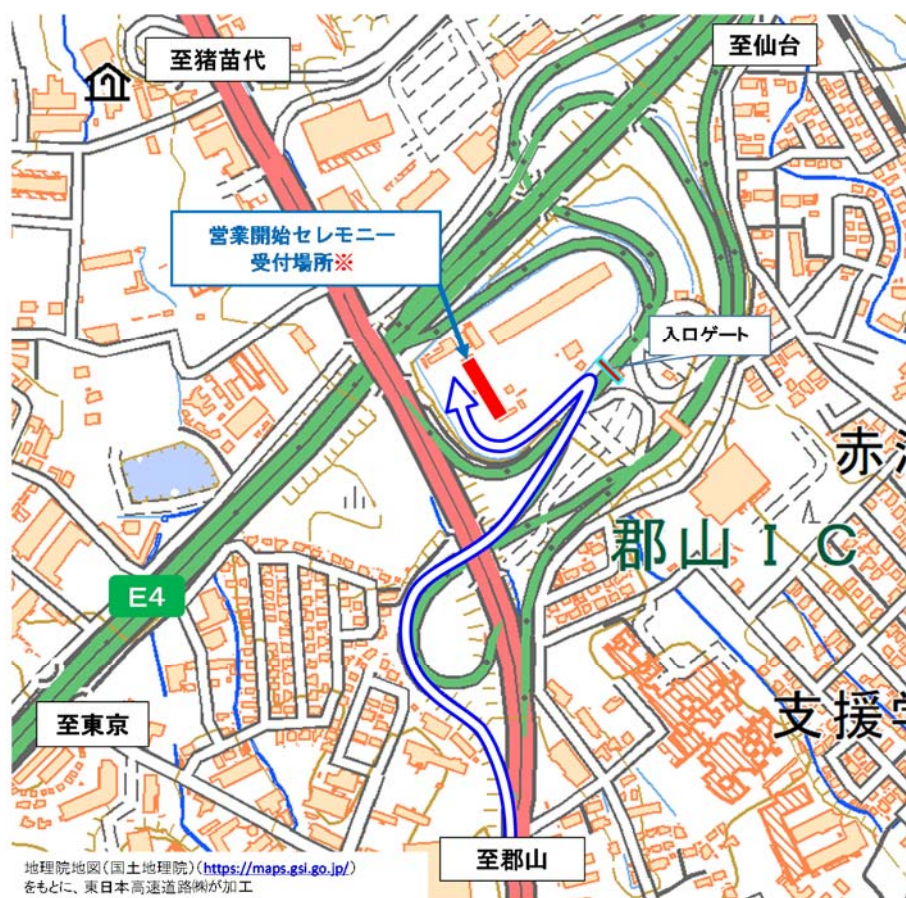 至猪苗代
至仙台
営業開始セレモニー
受付場所※
入口ゲート
郡山IC
E4
至東京
至郡山
地理院地図(国土地理院)(https://maps.gsi.go.jp/)
をもとに、東日本高速道路㈱が加工
支援学